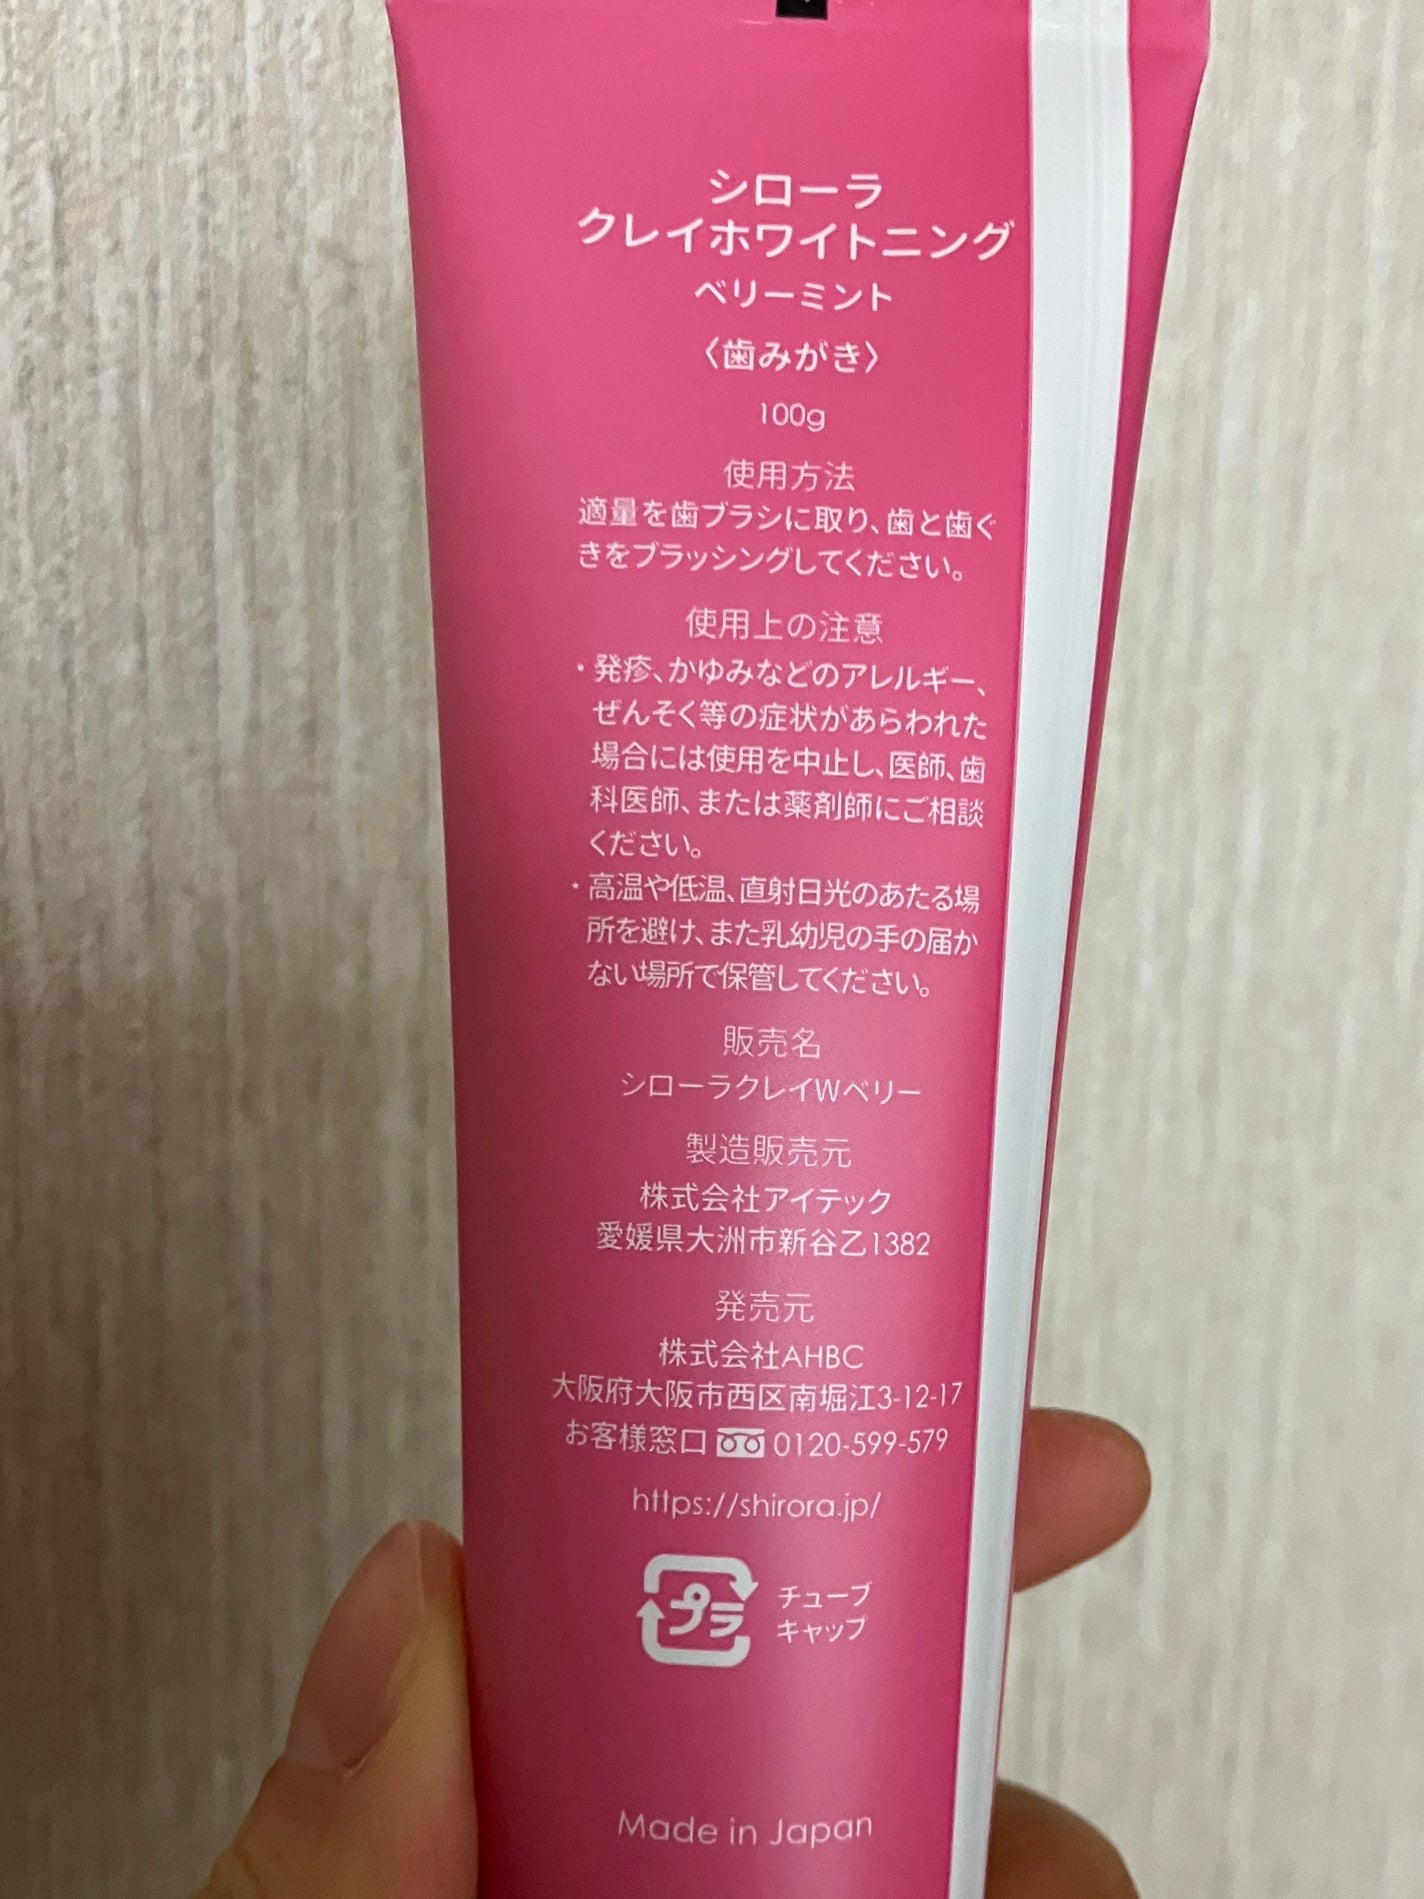 シローラ
クレイホワイトニング
ベリーミント
〈歯みがき〉
100g
使用方法
適量を歯ブラシに取り、歯と歯ぐ
きをブラッシングしてください。
使用上の注意
・発疹、かゆみなどのアレルギー、
ぜんそく等の症状があらわれた
場合には使用を中止し、医師、歯
科医師、または薬剤師にご相談
ください。
・高温や低温、直射日光のあたる場
所を避け、また乳幼児の手の届か
ない場所で保管してください。
販売名
シローラクレイWベリー
製造販売元
株式会社アイテック
愛媛県大洲市新谷乙1382
発売元
株式会社AHBC
大阪府大阪市西区南堀江3-12-17
お客様窓口 0120-599-579
https://shirora.jp/
プラ チューブ
キャップ
Made in Japan